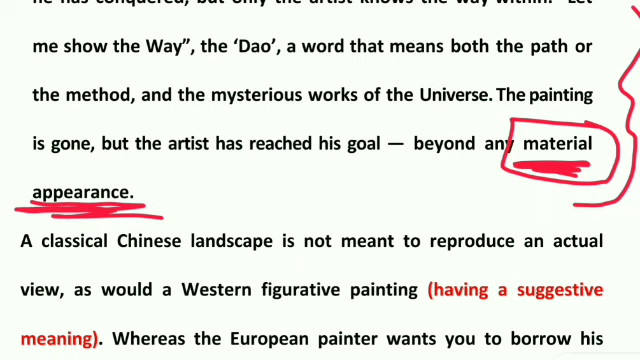 he has conquered, but only the artist knows the way within. "Let
me show the Way”, the ‘Dao’, a word that means both the path or
the method, and the mysterious works of the Universe. The painting
is gone, but the artist has reached his goal — beyond any material
appearance.
A classical Chinese landscape is not meant to reproduce an actual
view, as would a Western figurative painting (having a suggestive
meaning). Whereas the European painter wants you to borrow his